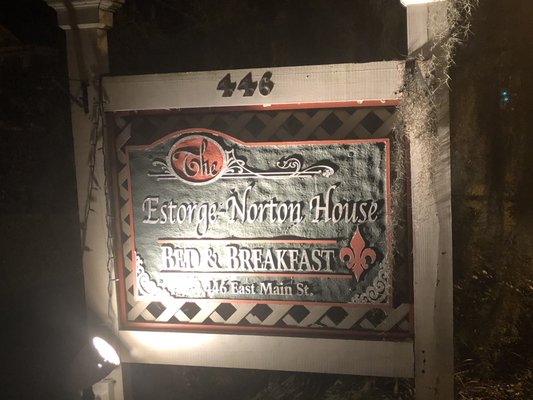 446
The
Estorge-Norton House
BED & BREAKFAST
446 East Main St.